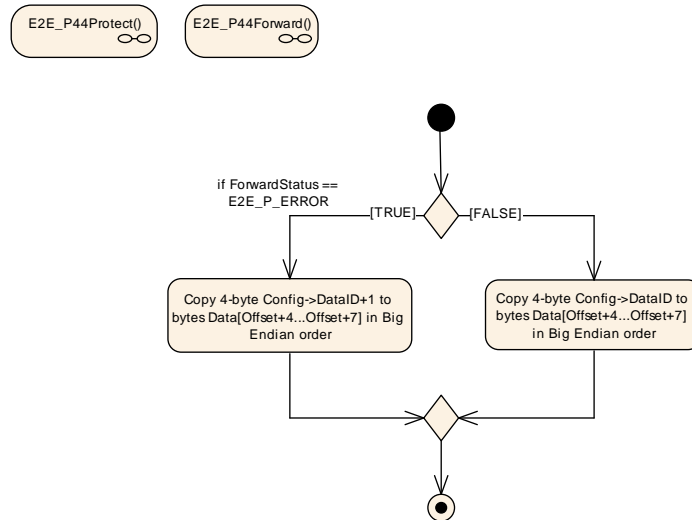 E2E_P44Protect()
E2E_P44Forward()
if ForwardStatus ==
E2E_P_ERROR
[TRUE]
[FALSE]
Copy 4-byte Config->DataID+1 to
bytes Data[Offset+4...Offset+7] in Big
Endian order
Copy 4-byte Config->DataID to
bytes Data[Offset+4...Offset+7]
in Big Endian order